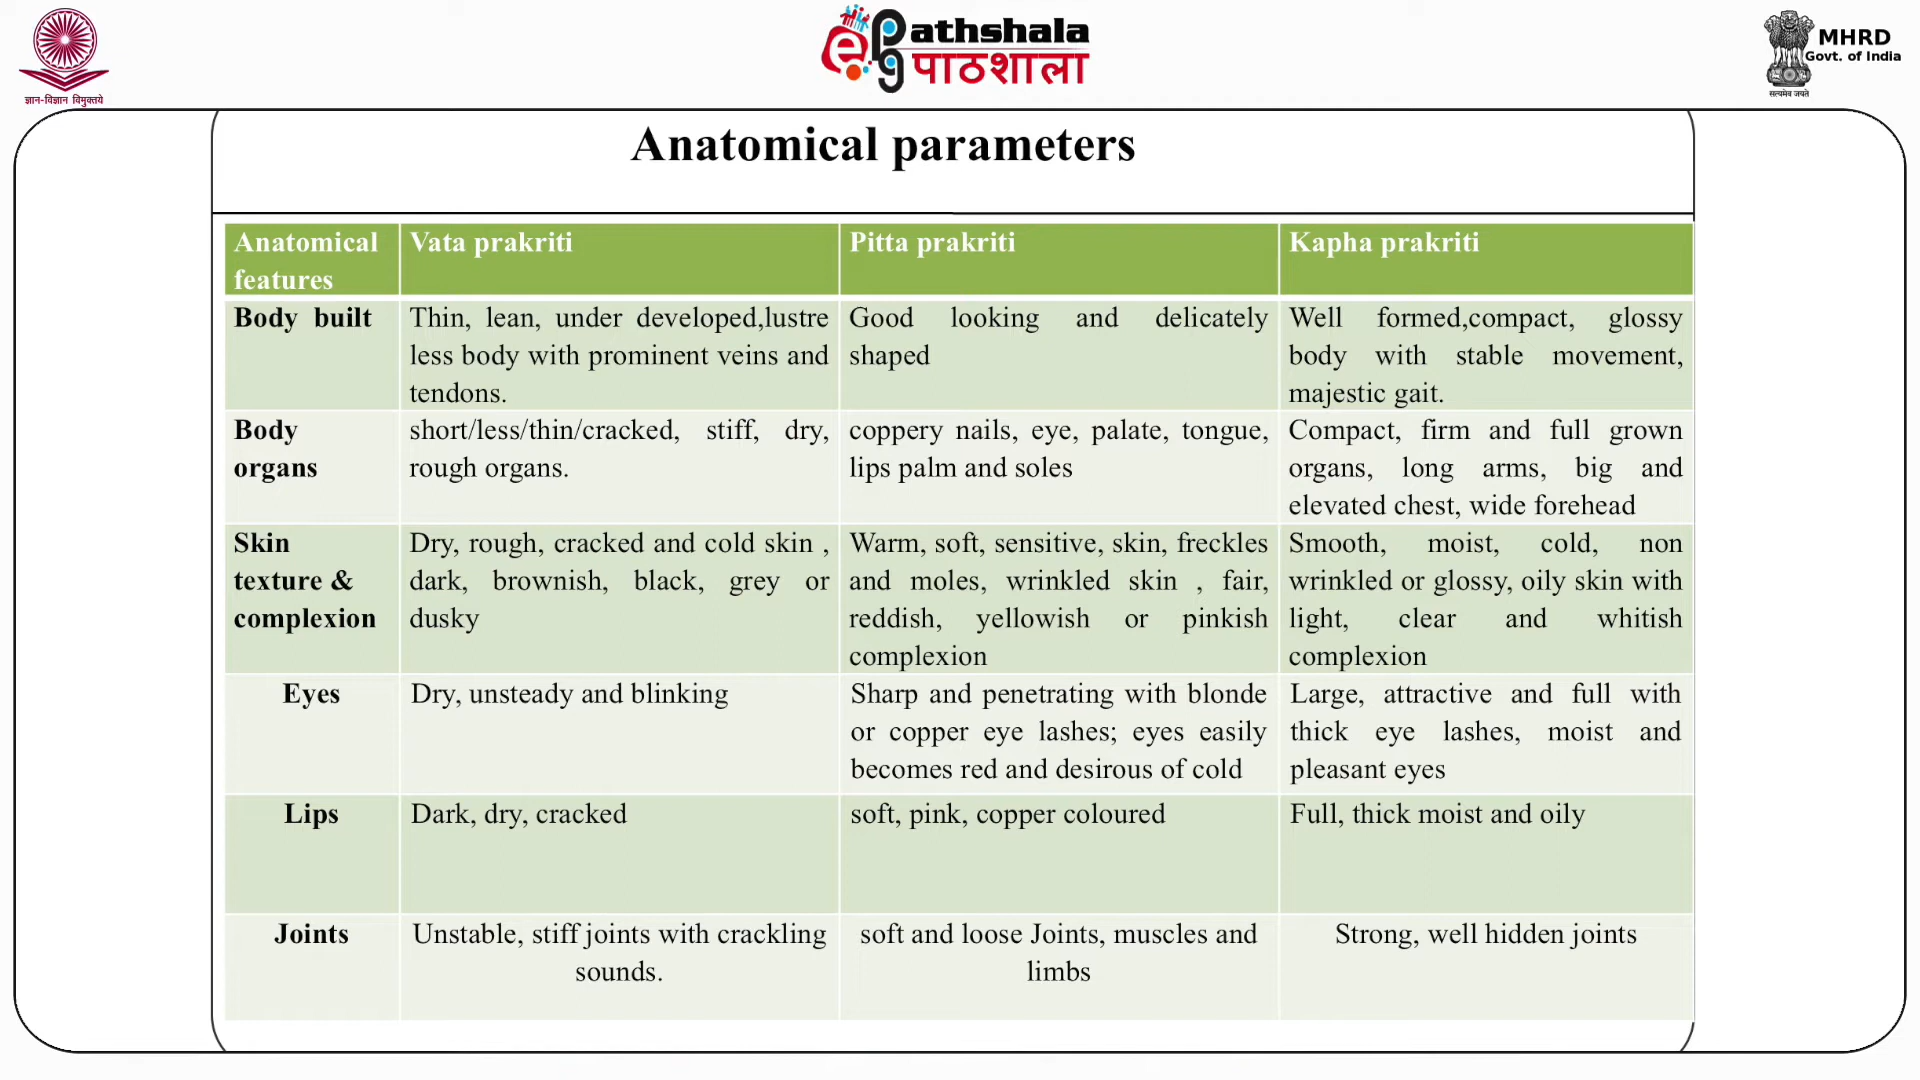 ज्ञान-विज्ञान विमुक्तये
ePGpathshala
पाठशाला
MHRD
Govt. of India
सत्यमेव जयते
Anatomical parameters
Anatomical features
Vata prakriti
Pitta prakriti
Kapha prakriti
Body built
Thin, lean, under developed,lustre
less body with prominent veins and
tendons.
Good looking and delicately
shaped
Well formed,compact, glossy
body with stable movement,
majestic gait.
Body
organs
short/less/thin/cracked, stiff, dry,
rough organs.
coppery nails, eye, palate, tongue,
lips palm and soles
Compact, firm and full grown
organs, long arms, big and
elevated chest, wide forehead
Skin
texture &
complexion
Dry, rough, cracked and cold skin ,
dark, brownish, black, grey or
dusky
Warm, soft, sensitive, skin, freckles
and moles, wrinkled skin , fair,
reddish, yellowish or pinkish
complexion
Smooth, moist, cold, non
wrinkled or glossy, oily skin with
light, clear and whitish
complexion
Eyes
Dry, unsteady and blinking
Sharp and penetrating with blonde
or copper eye lashes; eyes easily
becomes red and desirous of cold
Large, attractive and full with
thick eye lashes, moist and
pleasant eyes
Lips
Dark, dry, cracked
soft, pink, copper coloured
Full, thick moist and oily
Joints
Unstable, stiff joints with crackling
sounds.
soft and loose Joints, muscles and
limbs
Strong, well hidden joints